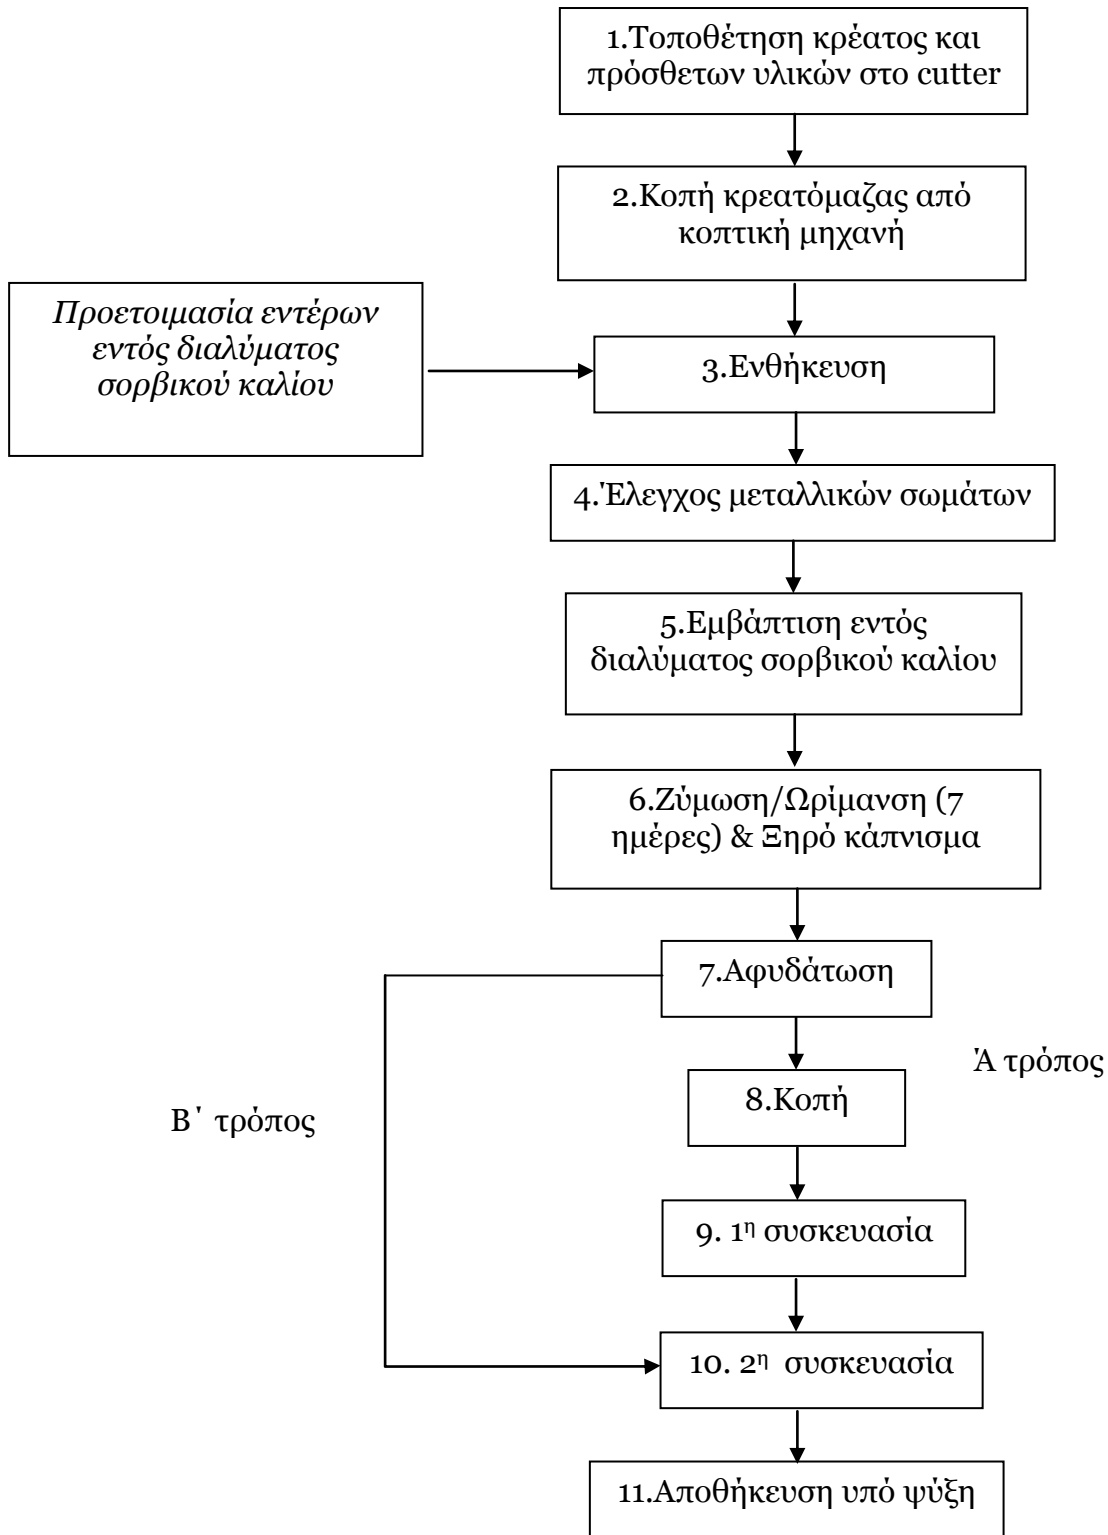 1.Τοποθέτηση κρέατος και
πρόσθετων υλικών στο cutter
2.Κοπή κρεατόμαζας από
κοπτική μηχανή
Προετοιμασία εντέρων
εντός διαλύματος
σορβικού καλίου
3.Ενθήκευση
4.Έλεγχος μεταλλικών σωμάτων
5.Εμβάπτιση εντός
διαλύματος σορβικού καλίου
6.Ζύμωση/Ωρίμανση (7
ημέρες) & Ξηρό κάπνισμα
7.Αφυδάτωση
Ά τρόπος
8.Κοπή
Β΄ τρόπος
9. 1η συσκευασία
10. 2η συσκευασία
11.Αποθήκευση υπό ψύξη